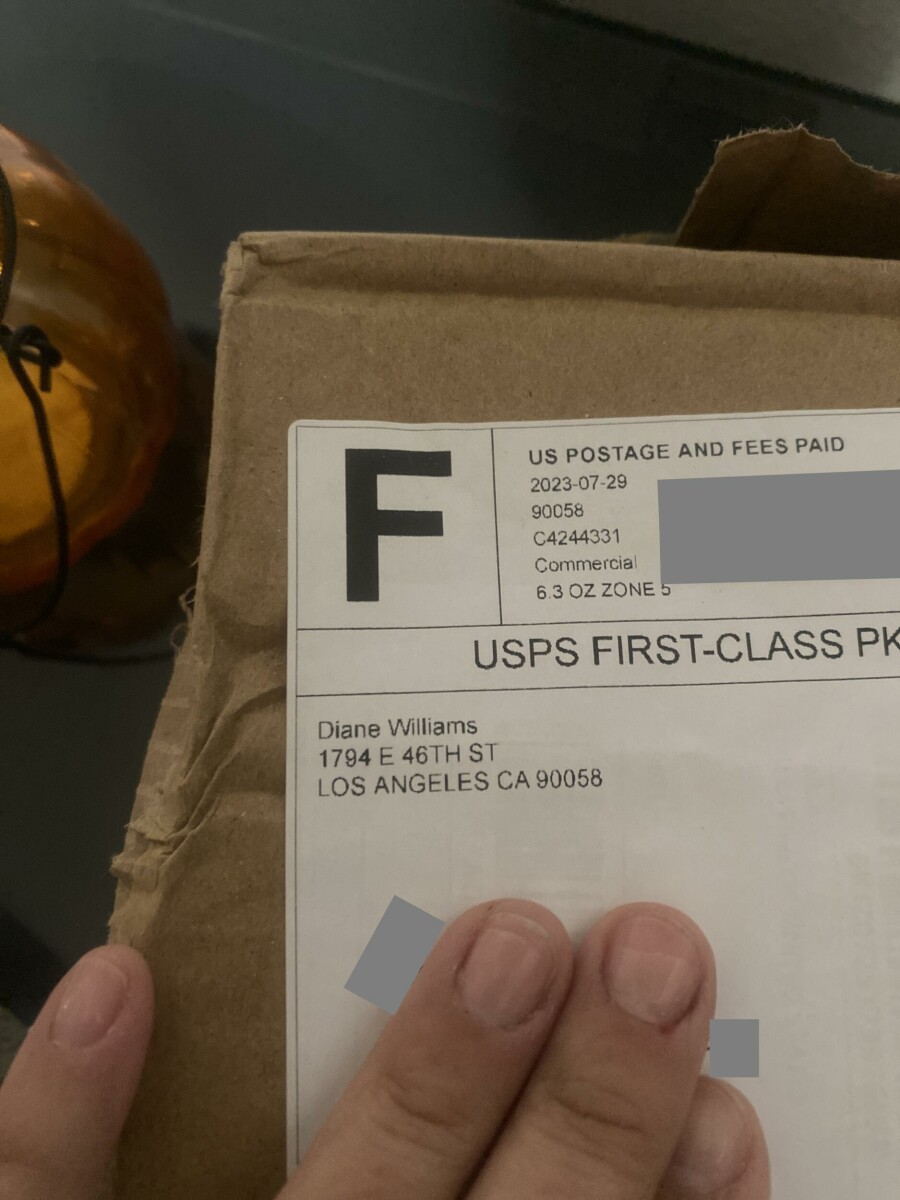 F
US POSTAGE AND FEES PAID
2023-07-29
90058
C4244331
Commercial
6.3 OZ ZONE 5
USPS FIRST-CLASS PK
Diane Williams
1794 E 46TH ST
LOS ANGELES CA 90058